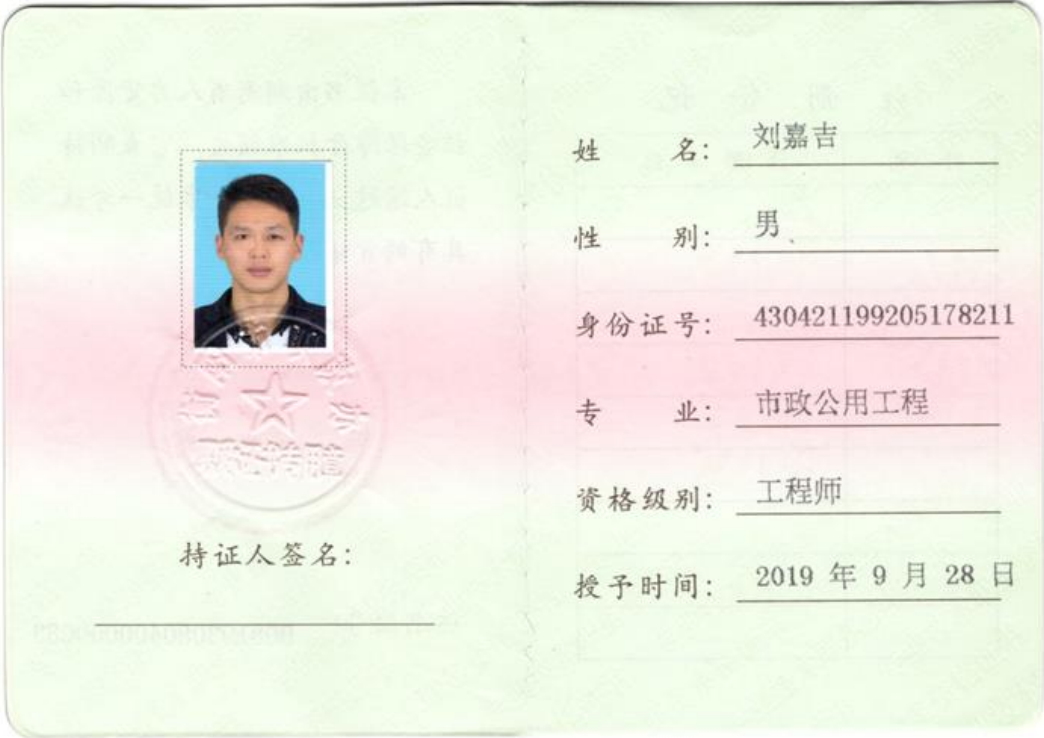 持证人签名:
姓 名: 刘嘉吉
性 别: 男
身份证号: 430421199205178211
专 业: 市政公用工程
资格级别: 工程师
授予时间: 2019 年 9 月 28 日